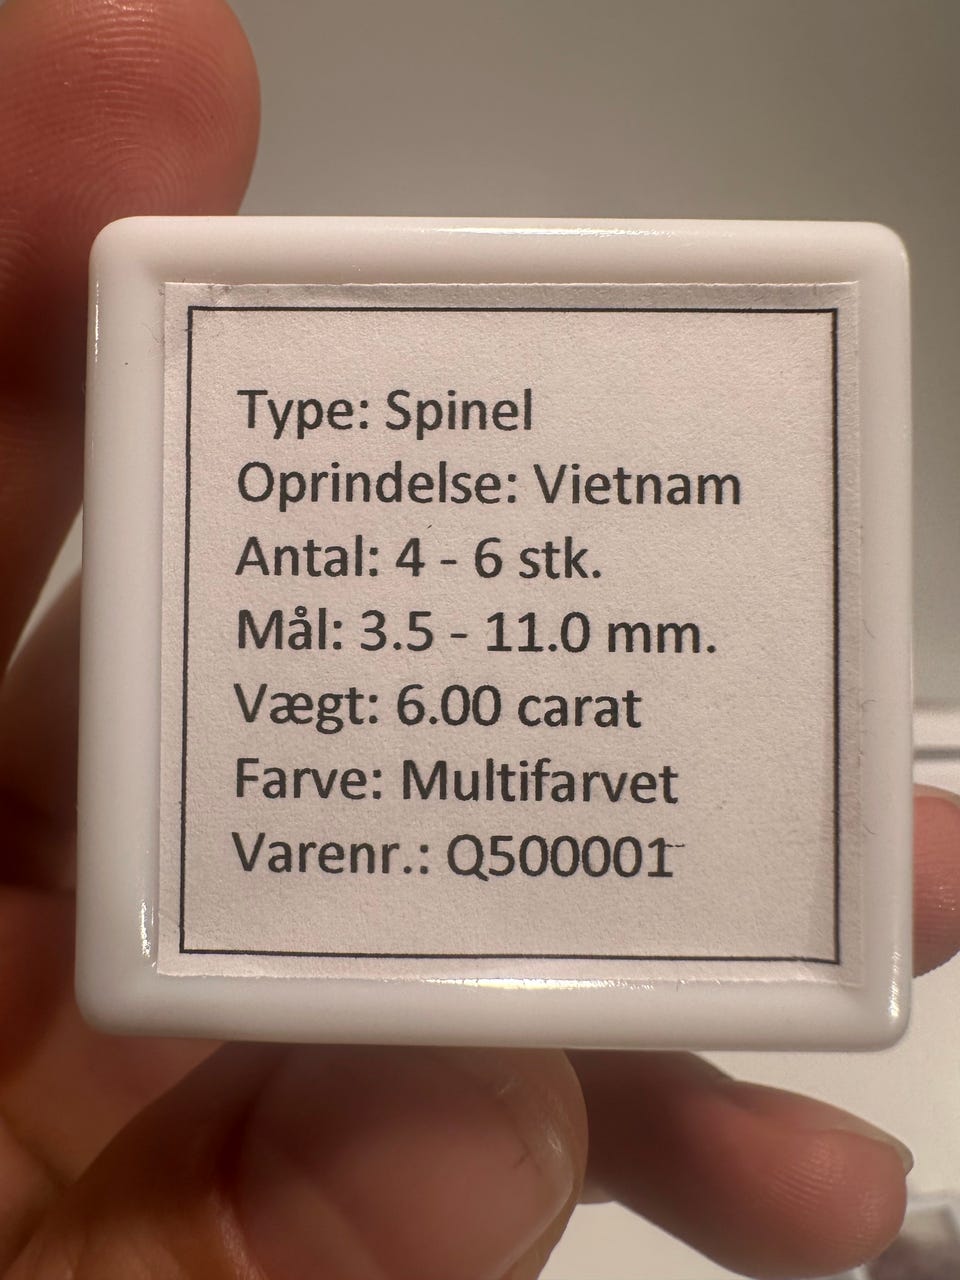 Type: Spinel
Oprindelse: Vietnam
Antal: 4 - 6 stk.
Mål: 3.5 - 11.0 mm.
Vægt: 6.00 carat
Farve: Multifarvet
Varenr.: Q500001